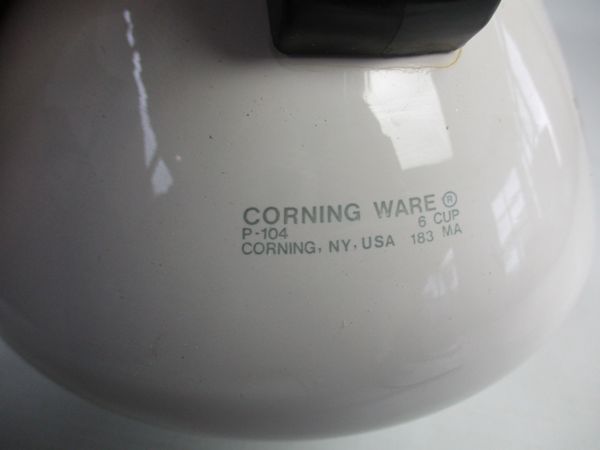 CORNING WARE ®
P-104 6 CUP
CORNING, NY, USA 183 MA